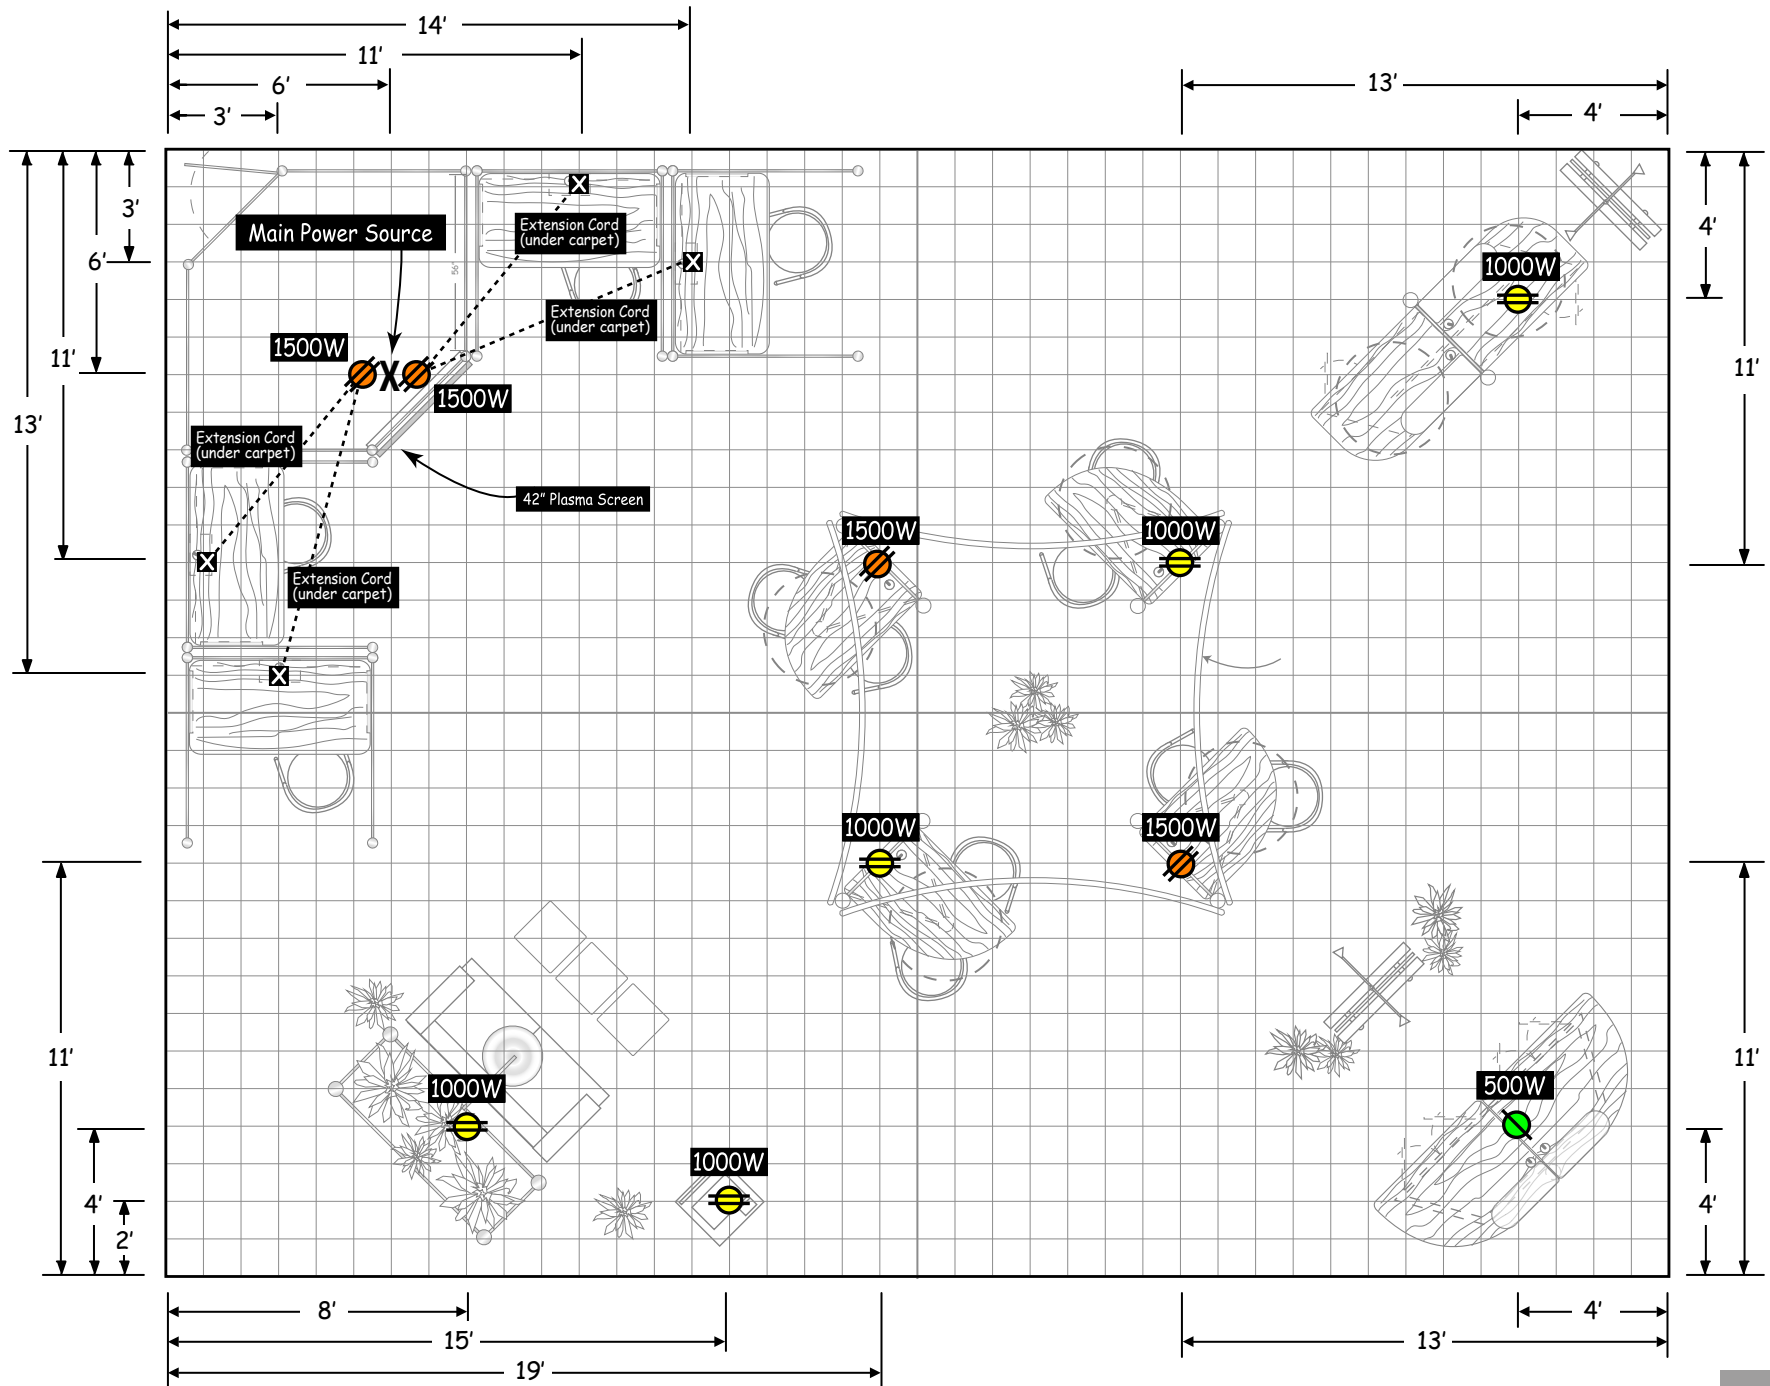 14'
11'
6'
3'
13'
4'
3'
6'
11'
13'
4'
11'
Main Power Source
Extension Cord
(under carpet)
56"
Extension Cord
(under carpet)
1000W
1500W
1500W
Extension Cord
(under carpet)
42" Plasma Screen
1500W
1000W
Extension Cord
(under carpet)
1000W
1500W
11'
4'
2'
11'
4'
1000W
500W
1000W
8'
15'
19'
4'
13'
X
X
X
X
X